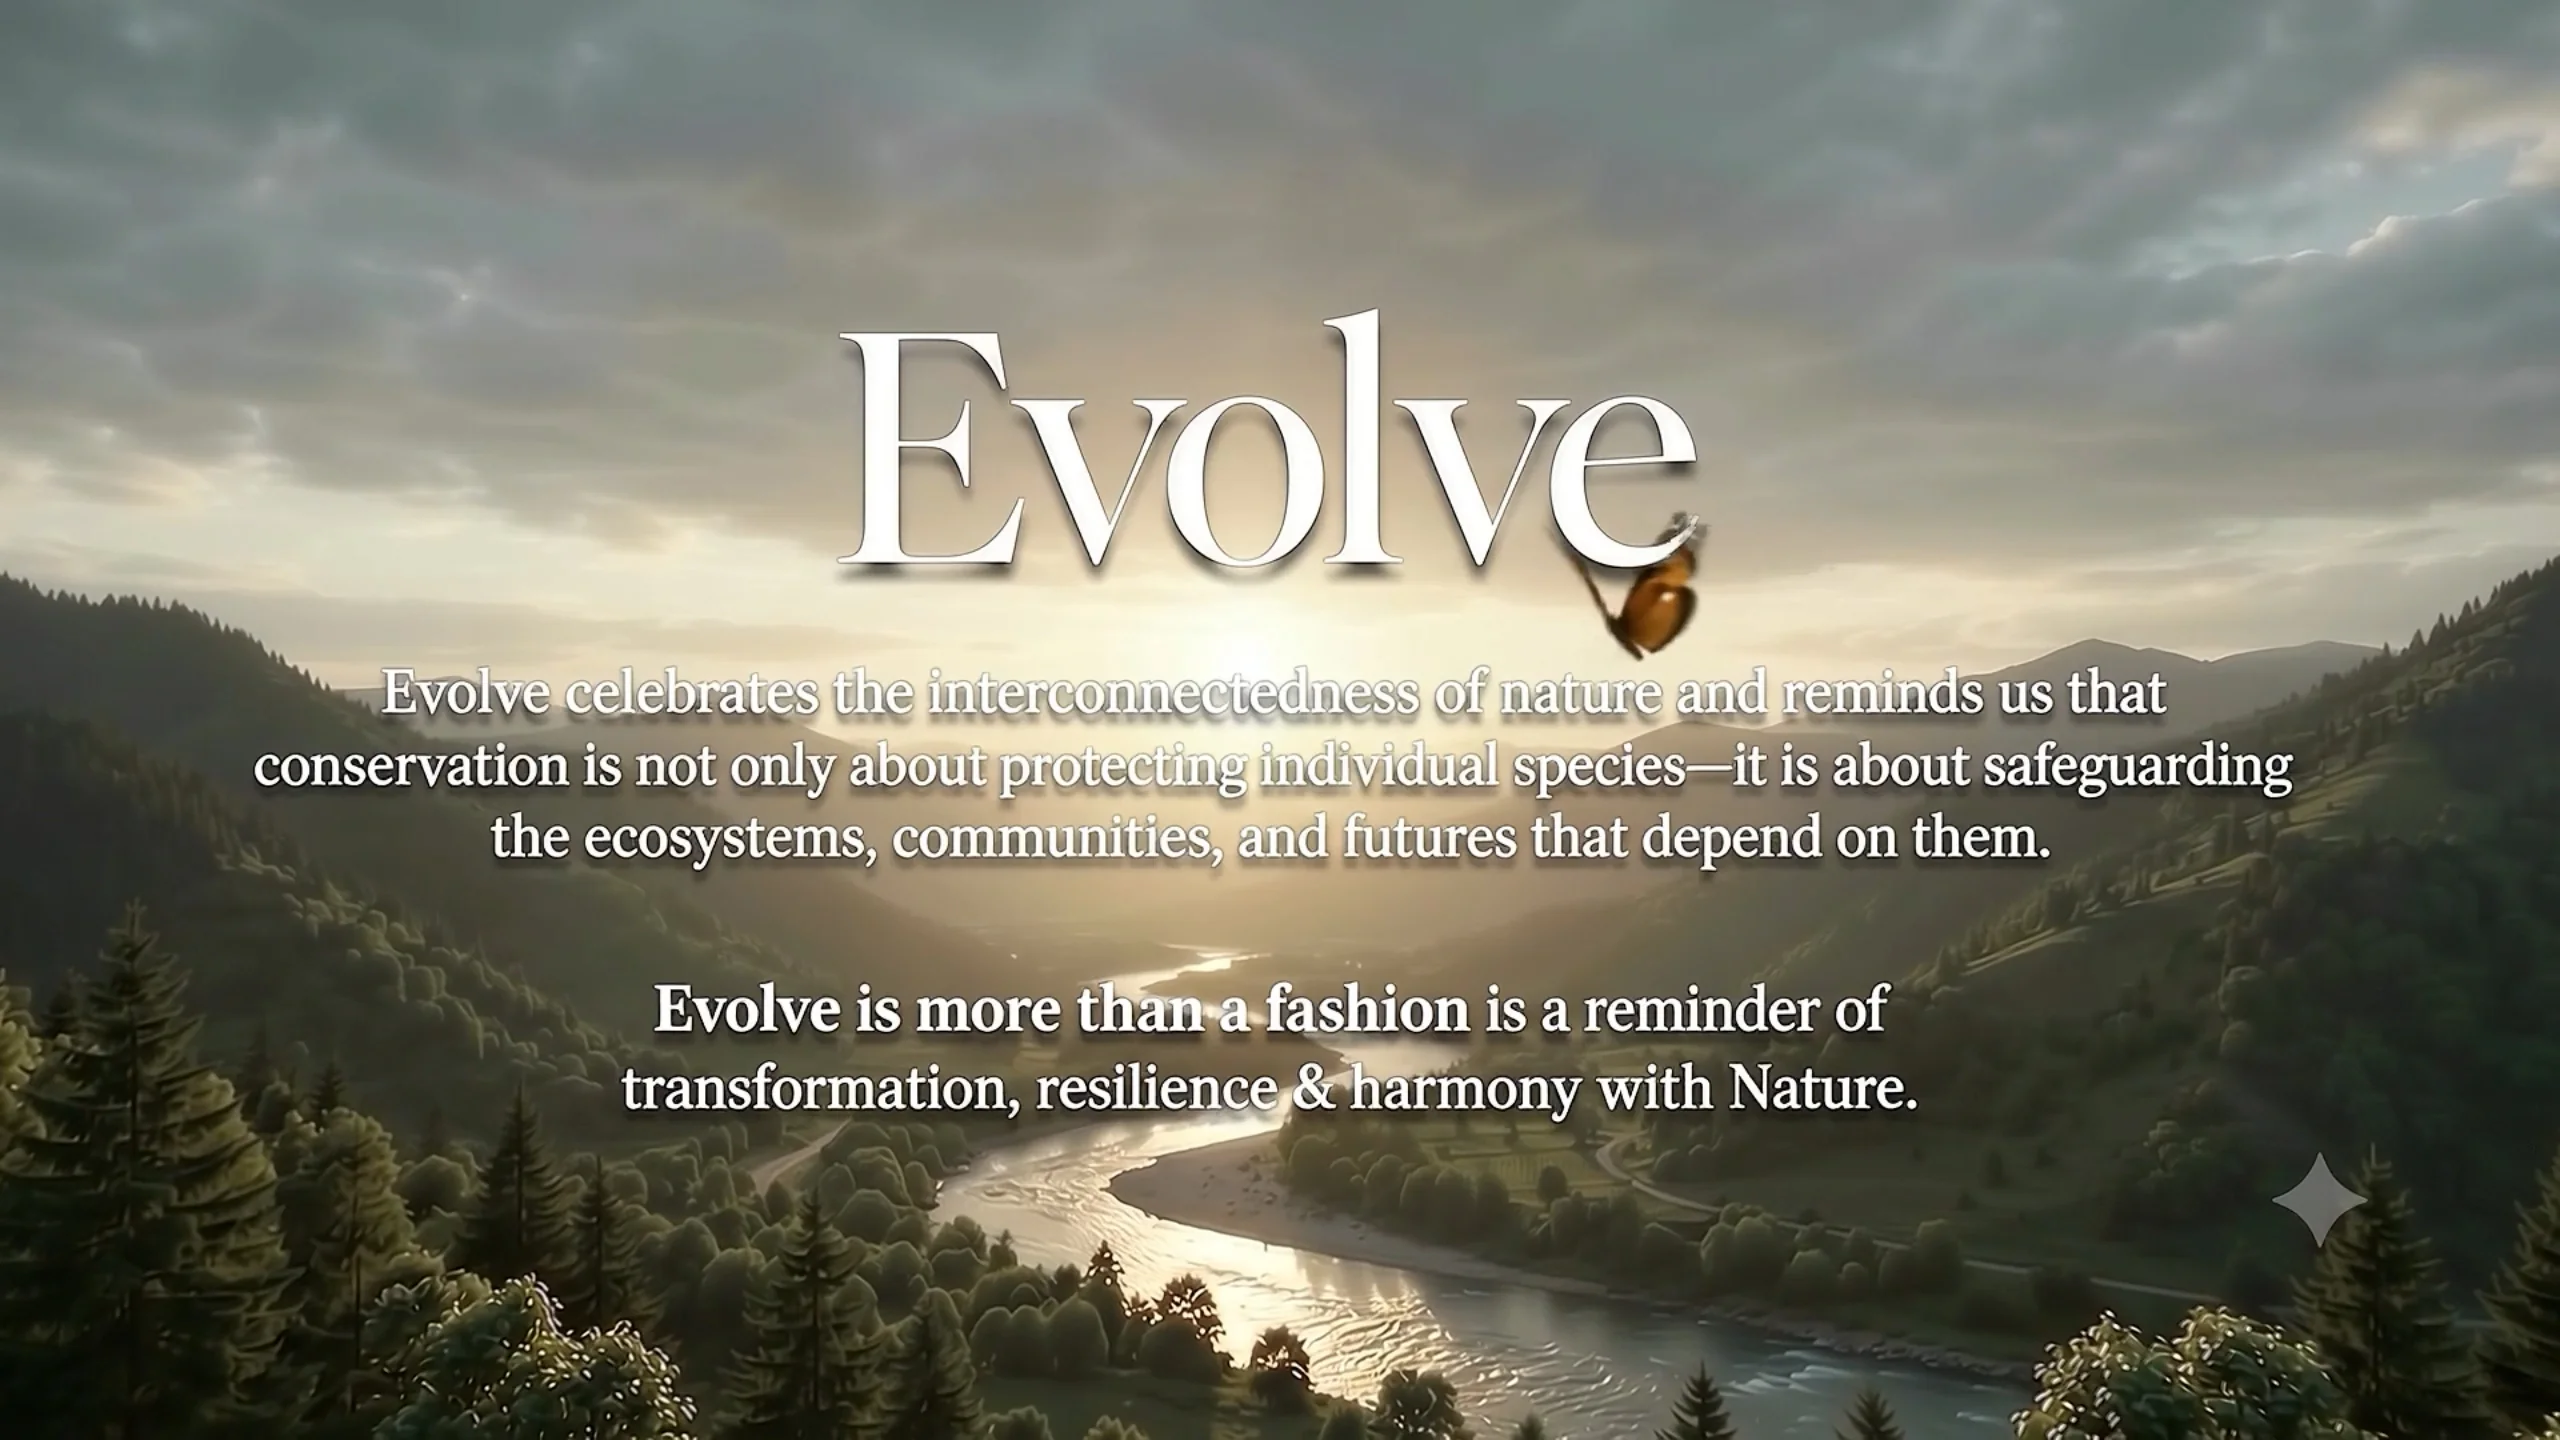 Evolve
Evolve celebrates the interconnectedness of nature and reminds us that
conservation is not only about protecting individual species—it is about safeguarding
the ecosystems, communities, and futures that depend on them.
Evolve is more than a fashion is a reminder of
transformation, resilience & harmony with Nature.